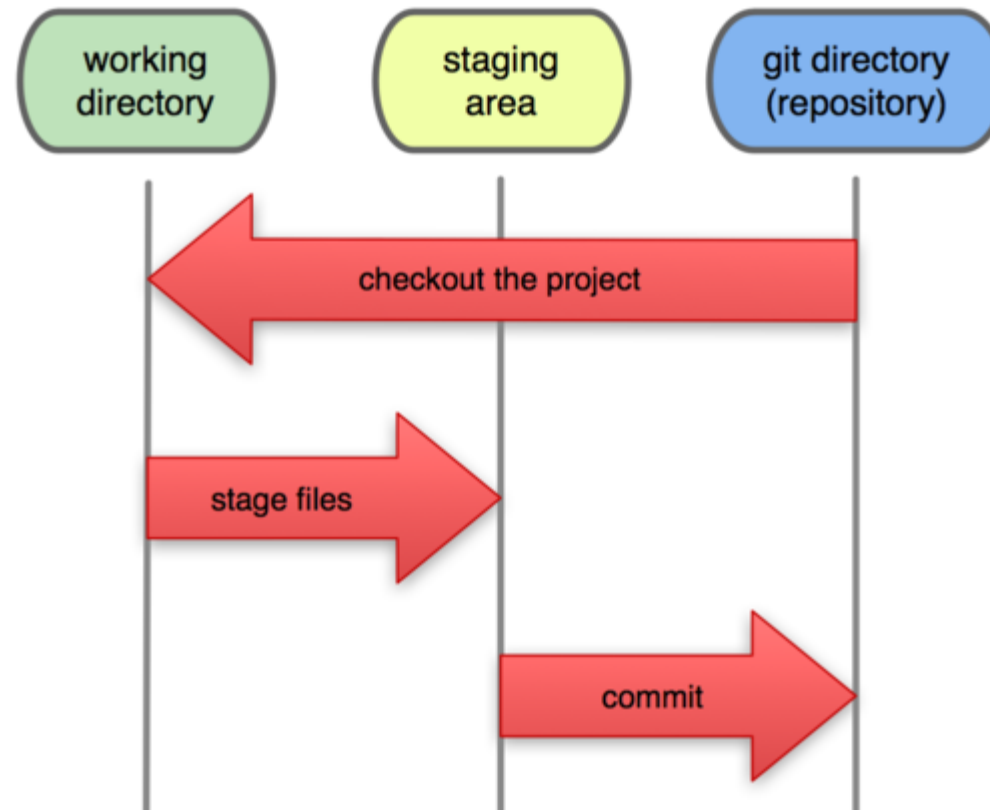 working
directory
staging
area
git directory
(repository)
checkout the project
stage files
commit